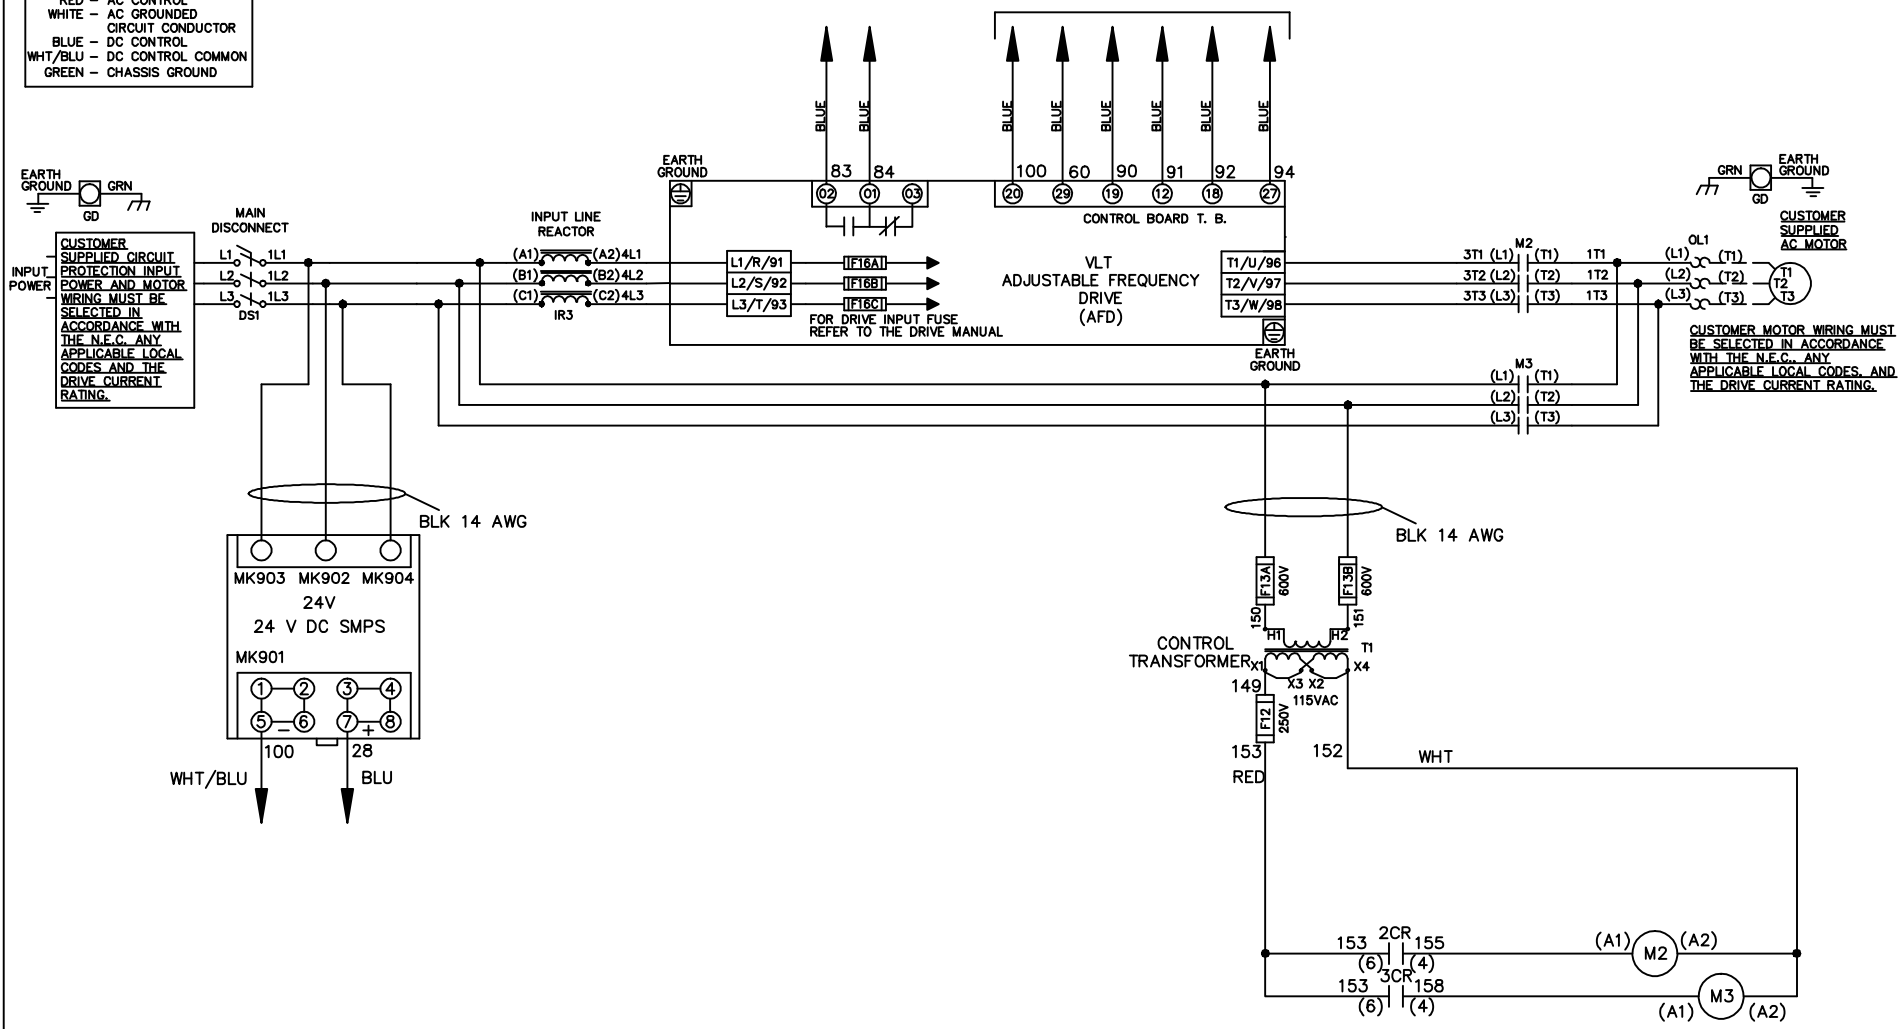 RED – AC CONTROL
WHITE – AC GROUNDED
CIRCUIT CONDUCTOR
BLUE – DC CONTROL
WHT/BLU – DC CONTROL COMMON
GREEN – CHASSIS GROUND
EARTH
GROUND
GRN
GD
INPUT
POWER
CUSTOMER
SUPPLIED CIRCUIT
PROTECTION INPUT
POWER AND MOTOR
WIRING MUST BE
SELECTED IN
ACCORDANCE WITH
THE N.E.C. ANY
APPLICABLE LOCAL
CODES AND THE
DRIVE CURRENT
RATING.
MAIN
DISCONNECT
L1 1L1
L2 1L2
L3 1L3
DS1
INPUT LINE
REACTOR
(A1) (A2) 4L1
(B1) (B2) 4L2
(C1) (C2) 4L3
IR3
EARTH
GROUND
BLUE BLUE
83 84
02 01 03
BLUE BLUE BLUE BLUE BLUE BLUE
100 60 90 91 92 94
20 29 19 12 18 27
CONTROL BOARD T. B.
L1/R/91 F16A
L2/S/92 F16B
L3/T/93 F16C
FOR DRIVE INPUT FUSE
REFER TO THE DRIVE MANUAL
VLT
ADJUSTABLE FREQUENCY
DRIVE
(AFD)
T1/U/96
T2/V/97
T3/W/98
EARTH
GROUND
M2
3T1 (L1) (T1) 1T1
3T2 (L2) (T2) 1T2
3T3 (L3) (T3) 1T3
OL1
(L1) (T1)
(L2) (T2)
(L3) (T3)
T1
T2
T3
GRN
GD
EARTH
GROUND
CUSTOMER
SUPPLIED
AC MOTOR
CUSTOMER MOTOR WIRING MUST
BE SELECTED IN ACCORDANCE
WITH THE N.E.C., ANY
APPLICABLE LOCAL CODES, AND
THE DRIVE CURRENT RATING.
M3
(L1) (T1)
(L2) (T2)
(L3) (T3)
BLK 14 AWG
MK903 MK902 MK904
24V
24 V DC SMPS
MK901
1 2 3 4
5 6 7 8
– +
100 28
WHT/BLU BLU
BLK 14 AWG
F13A 600V
F13B 600V
150 151
H1 H2
T1
CONTROL
TRANSFORMER
X1 X3 X2 X4
115VAC
149
F12 250V
153 152
RED
WHT
2CR
153 155
(6) (4)
(A1) M2 (A2)
3CR
153 158
(6) (4)
(A1) M3 (A2)